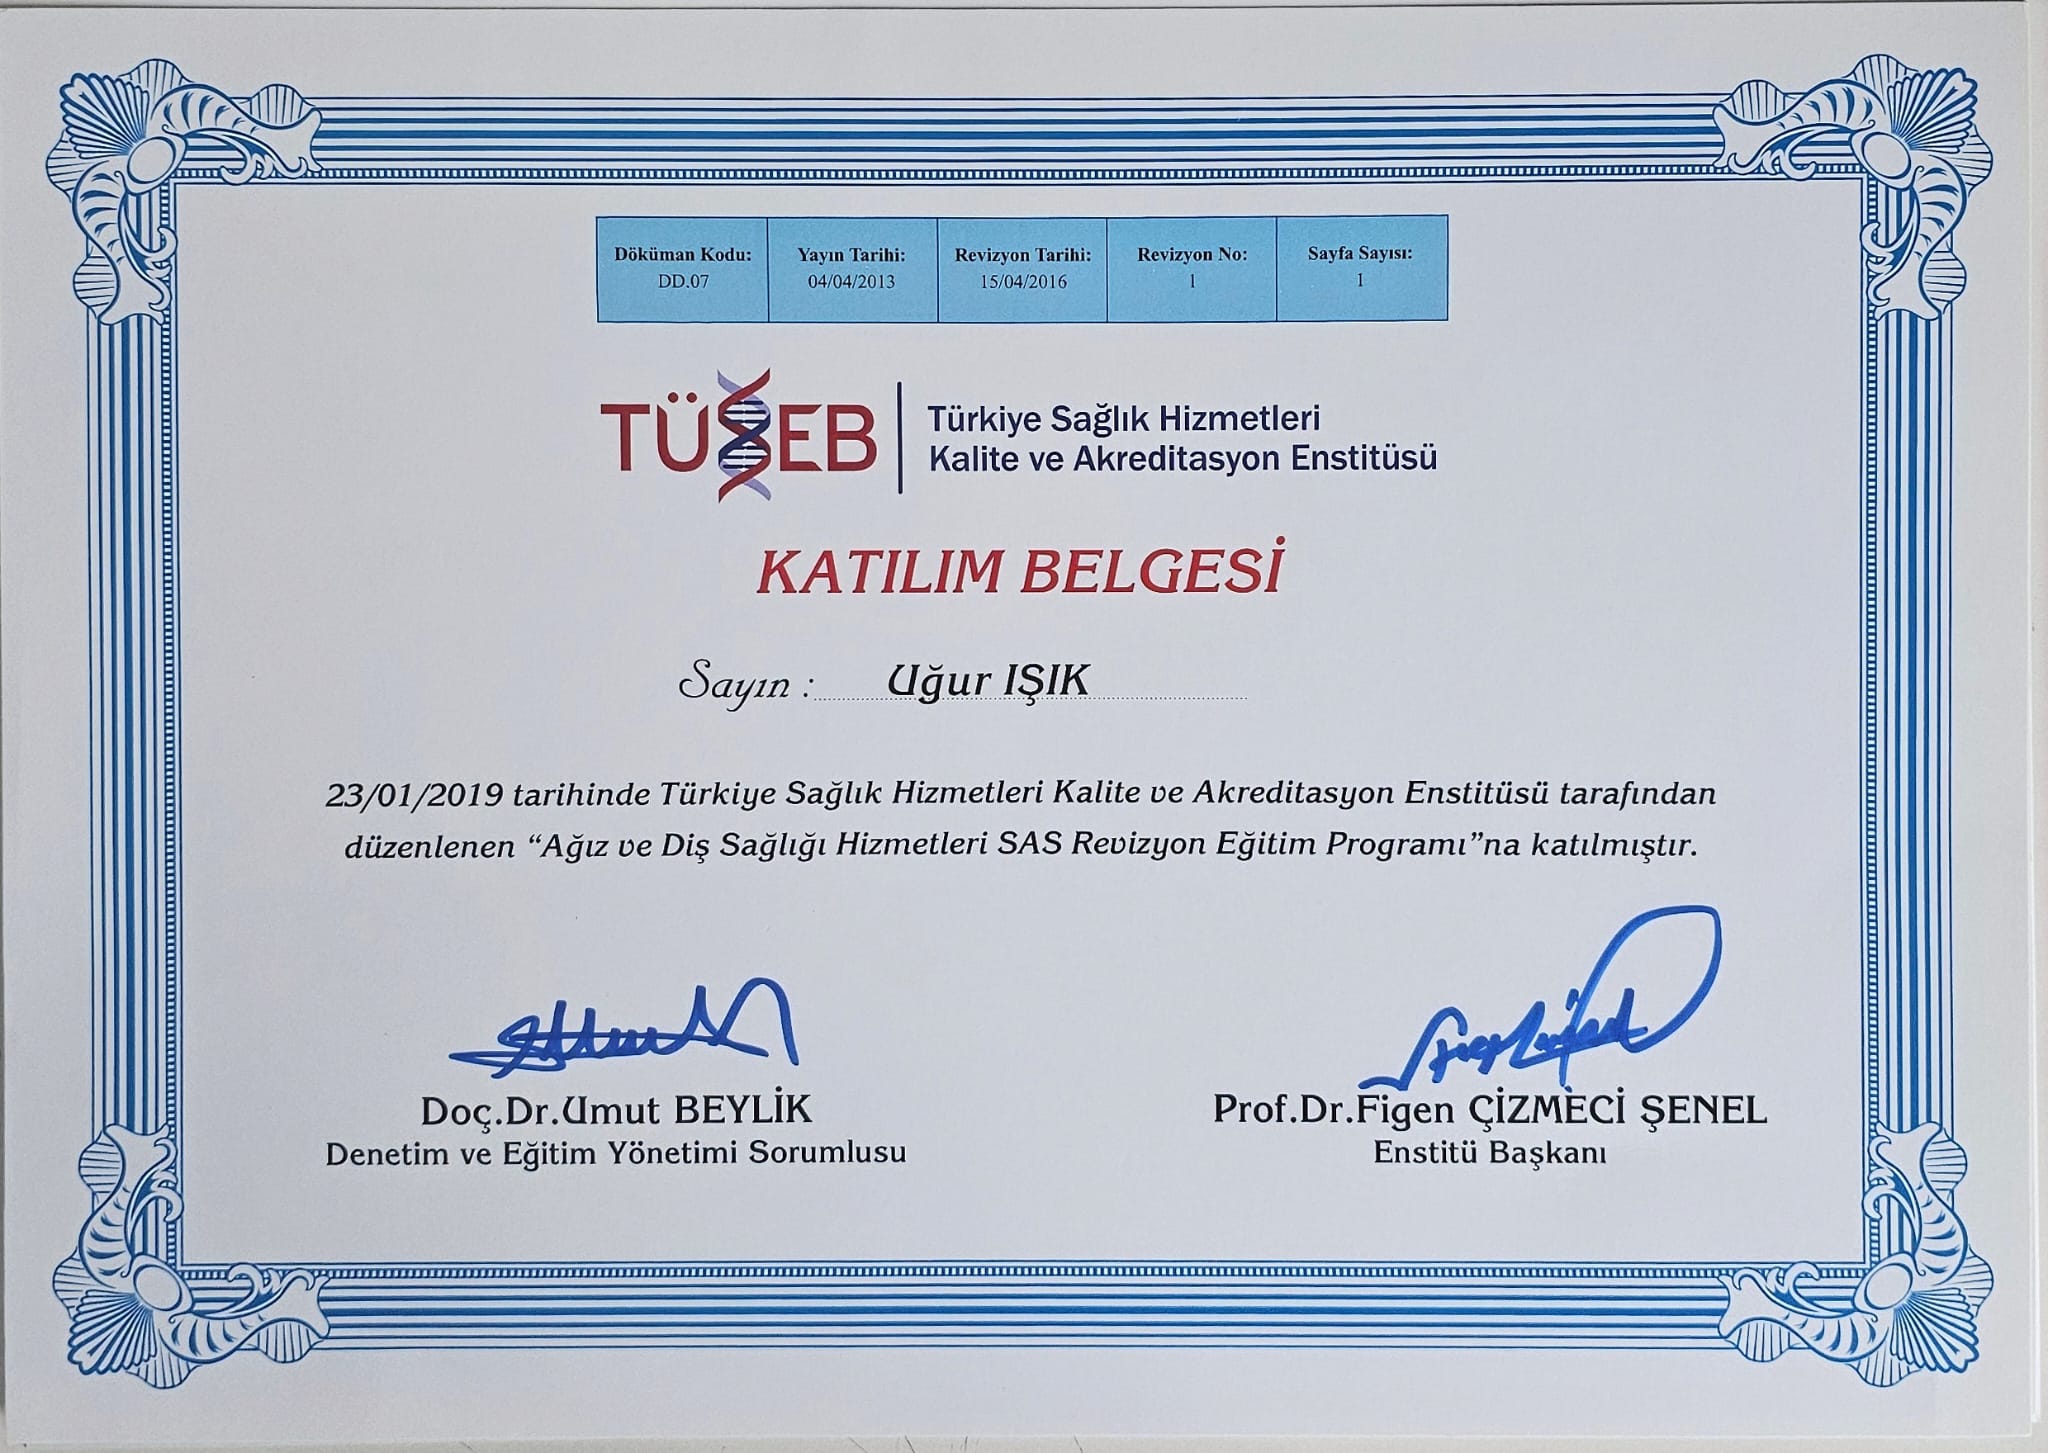 Döküman Kodu:
DD.07
Yayın Tarihi:
04/04/2013
Revizyon Tarihi:
15/04/2016
Revizyon No:
1
Sayfa Sayısı:
1
TÜSEB
Türkiye Sağlık Hizmetleri
Kalite ve Akreditasyon Enstitüsü
KATILIM BELGESİ
Sayın : Uğur IŞIK
23/01/2019 tarihinde Türkiye Sağlık Hizmetleri Kalite ve Akreditasyon Enstitüsü tarafından
düzenlenen “Ağız ve Diş Sağlığı Hizmetleri SAS Revizyon Eğitim Programı”na katılmıştır.
Doç.Dr.Umut BEYLİK
Denetim ve Eğitim Yönetimi Sorumlusu
Prof.Dr.Figen ÇİZMECİ ŞENEL
Enstitü Başkanı